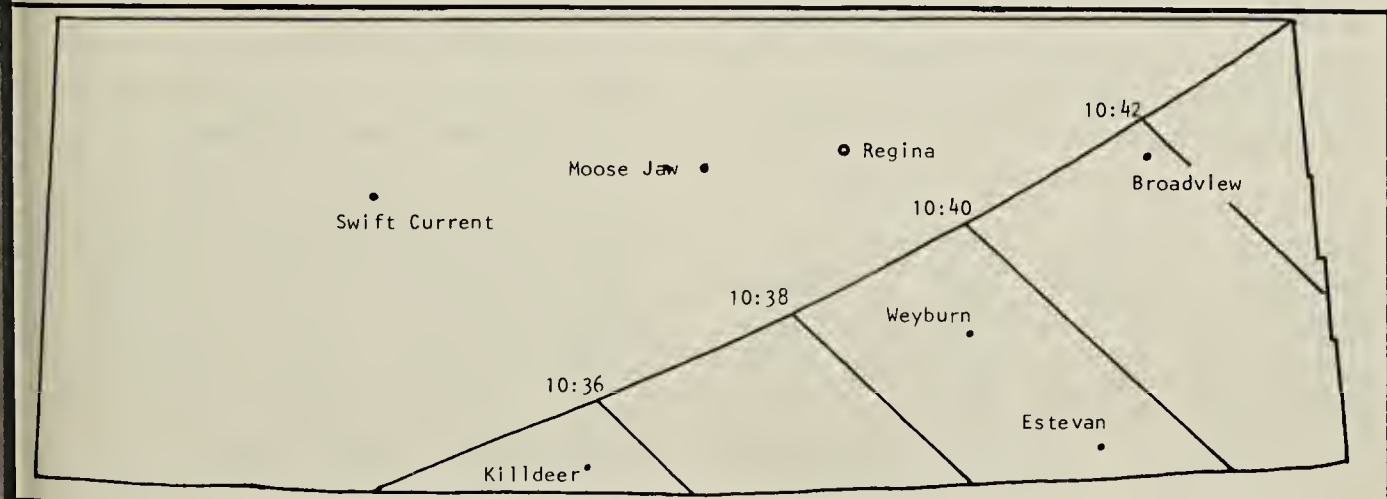 10:42
Regina
Moose Jaw
Broadview
10:40
Swift Current
10:38
Weyburn
10:36
Estevan
Killdeer